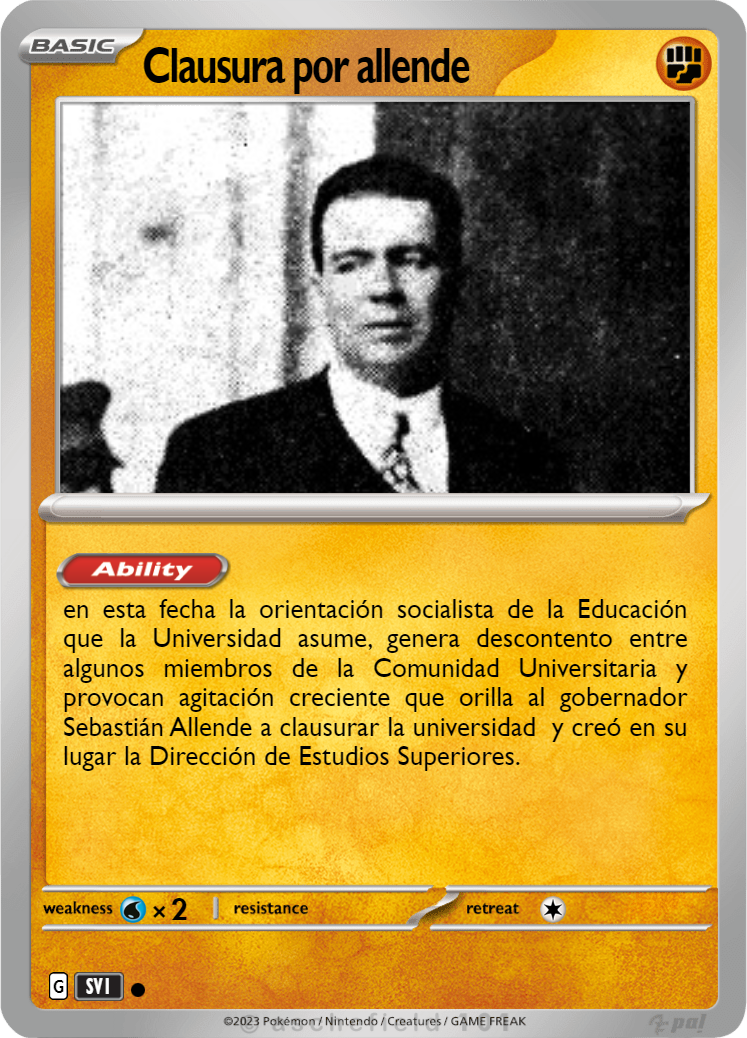 BASIC
Clausura por allende
Ability
en esta fecha la orientación socialista de la Educación
que la Universidad asume, genera descontento entre
algunos miembros de la Comunidad Universitaria y
provocan agitación creciente que orilla al gobernador
Sebastián Allende a clausurar la universidad y creó en su
lugar la Dirección de Estudios Superiores.
weakness × 2 resistance retreat
G SVI
©2023 Pokémon / Nintendo / Creatures / GAME FREAK